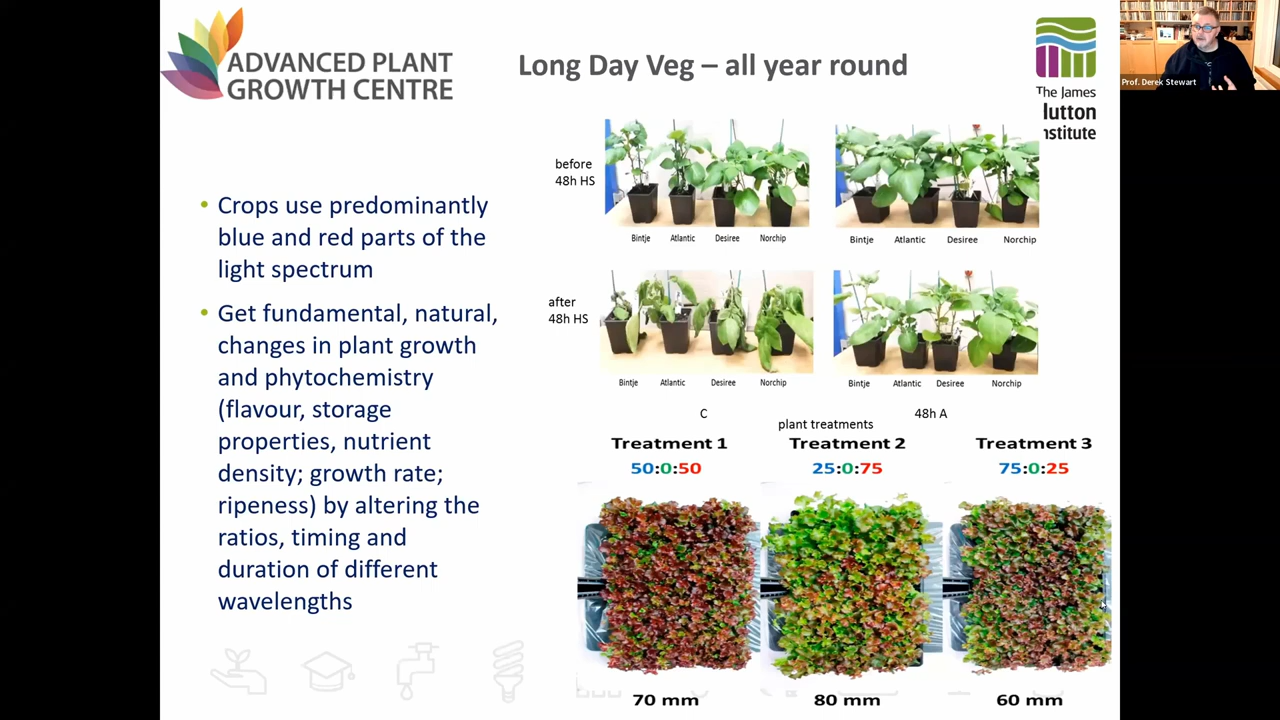 ADVANCED PLANT
GROWTH CENTRE
Long Day Veg – all year round
The James
Hutton
Institute
Prof. Derek Stewart
• Crops use predominantly
blue and red parts of the
light spectrum
• Get fundamental, natural,
changes in plant growth
and phytochemistry
(flavour, storage
properties, nutrient
density; growth rate;
ripeness) by altering the
ratios, timing and
duration of different
wavelengths
before
48h HS
Bintje Atlantic Desiree Norchip
Bintje Atlantic Desiree Norchip
after
48h HS
Bintje Atlantic Desiree Norchip
Bintje Atlantic Desiree Norchip
C
48h A
plant treatments
Treatment 1
50:0:50
Treatment 2
25:0:75
Treatment 3
75:0:25
70 mm
80 mm
60 mm